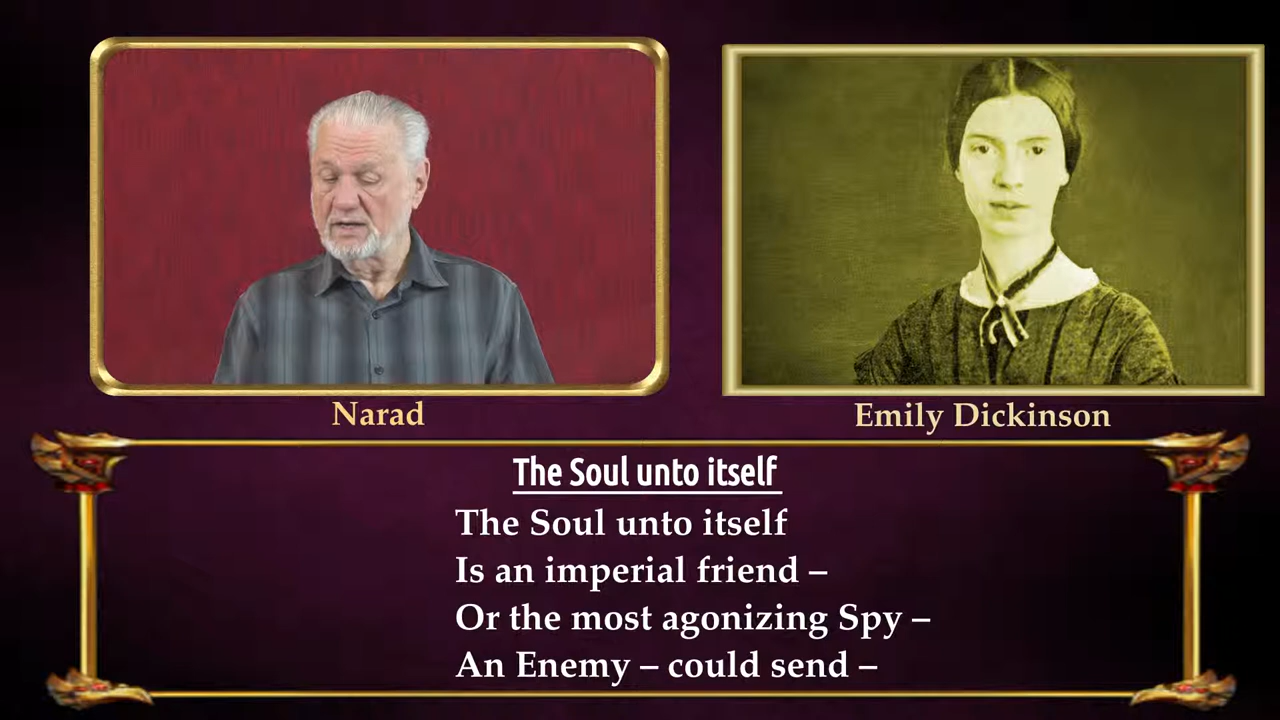 Narad
Emily Dickinson
The Soul unto itself
The Soul unto itself
Is an imperial friend –
Or the most agonizing Spy –
An Enemy – could send –